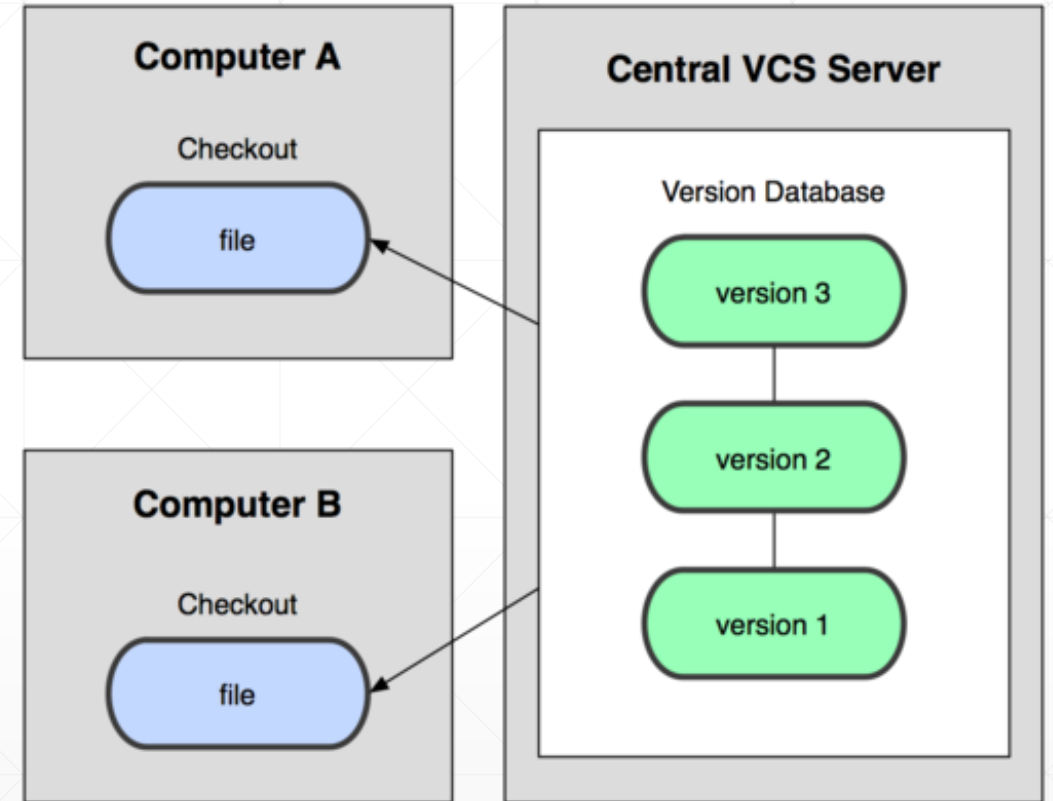 Computer A
Checkout
file
Computer B
Checkout
file
Central VCS Server
Version Database
version 3
version 2
version 1